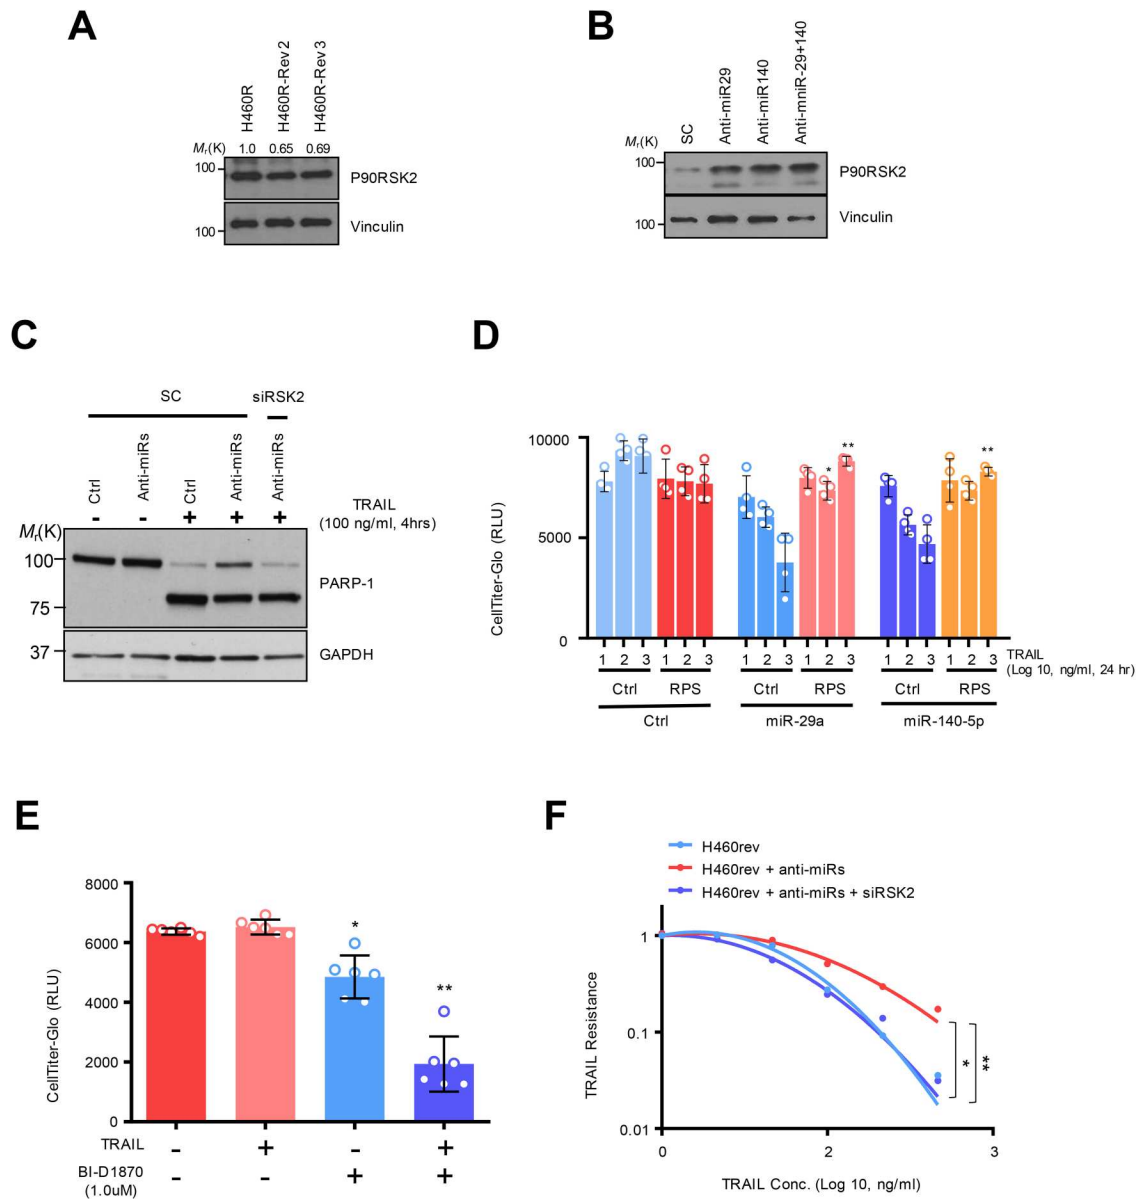 A
H460R
H460R-Rev 2
H460R-Rev 3
Mr(K)
1.0 0.65 0.69
100
P90RSK2
Vinculin
100
B
SC
Anti-miR29
Anti-miR140
Anti-mniR-29+140
Mr(K)
100
P90RSK2
Vinculin
100
C
SC siRSK2
Ctrl
Anti-miRs
Ctrl
Anti-miRs
Anti-miRs
- - + + +
TRAIL
(100 ng/ml, 4hrs)
Mr(K)
100
PARP-1
75
37
GAPDH
D
CellTiter-Glo (RLU)
10000
5000
0
* ** **
1 2 3 1 2 3 1 2 3 1 2 3 1 2 3 1 2 3
TRAIL
(Log 10, ng/ml, 24 hr)
Ctrl RPS Ctrl RPS Ctrl RPS
Ctrl miR-29a miR-140-5p
E
CellTiter-Glo (RLU)
8000
6000
4000
2000
0
*
**
TRAIL - + - +
BI-D1870 - - + +
(1.0uM)
F
H460rev
H460rev + anti-miRs
H460rev + anti-miRs + siRSK2
TRAIL Resistance
1
0.1
0.01
*
**
0 2 3
TRAIL Conc. (Log 10, ng/ml)